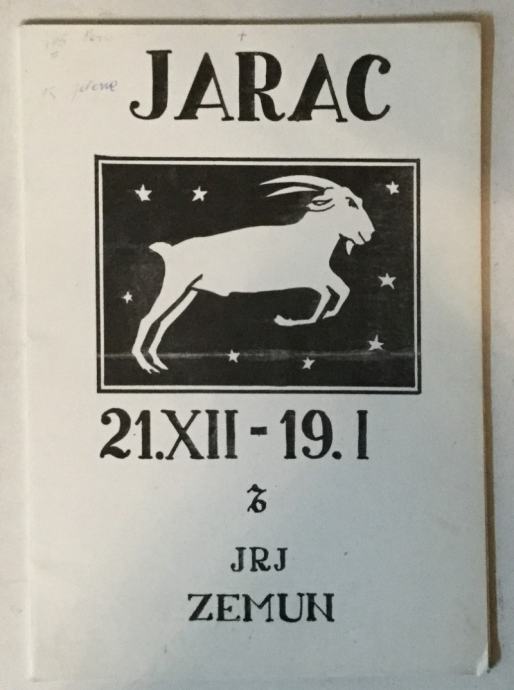 JARAC
21.XII - 19. I
JRJ
ZEMUN